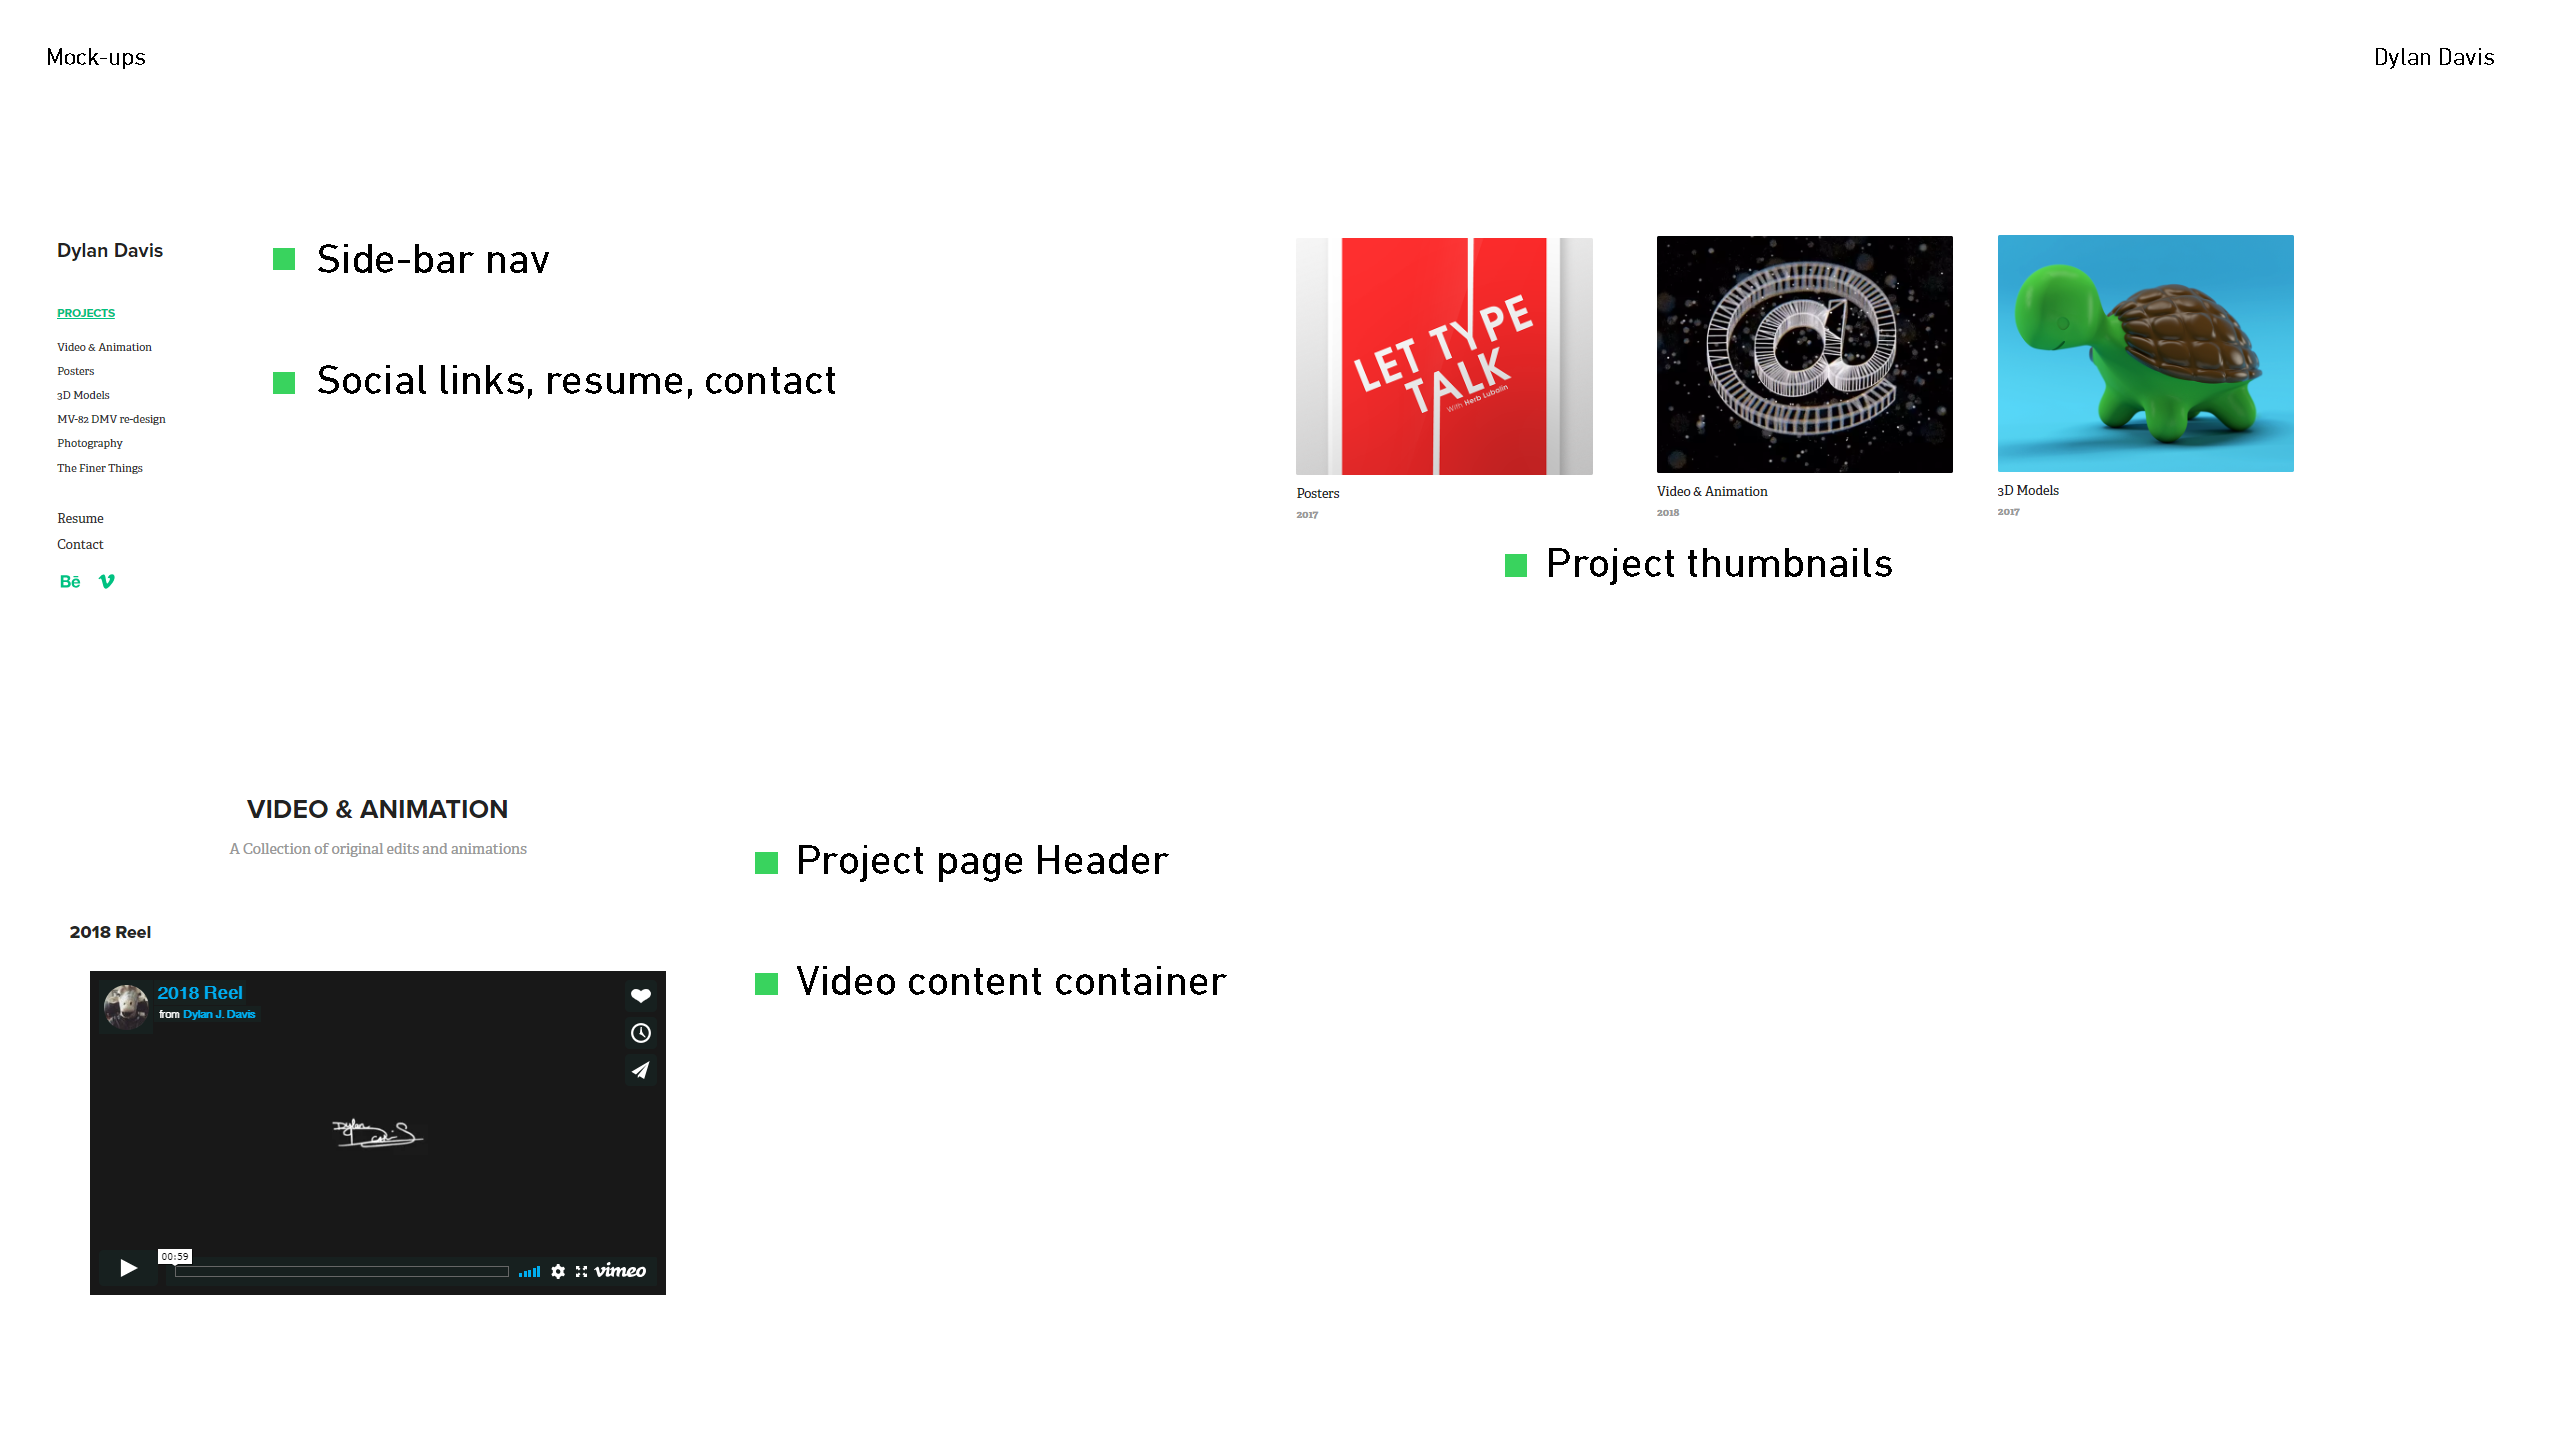 Mock-ups
Dylan Davis
Dylan Davis
PROJECTS
Video & Animation
Posters
3D Models
MV-82 DMV re-design
Photography
The Finer Things
Resume
Contact
Bē
Side-bar nav
Social links, resume, contact
LET TYPE
TALK
With Herb Lubalin
@
Posters
2017
Video & Animation
2018
3D Models
2017
Project thumbnails
VIDEO & ANIMATION
A Collection of original edits and animations
2018 Reel
2018 Reel
from Dylan J. Davis
Dylan
Davis
00:59
vimeo
Project page Header
Video content container